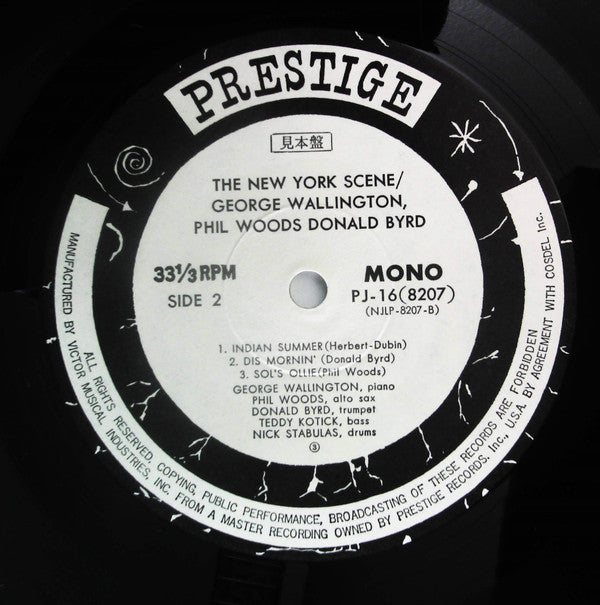 PRESTIGE
見本盤
THE NEW YORK SCENE/
GEORGE WALLINGTON,
PHIL WOODS DONALD BYRD
33 1/3 RPM
SIDE 2
MONO
PJ-16(8207)
(NJLP-8207-B)
1. INDIAN SUMMER(Herbert-Dubin)
2. DIS MORNIN' (Donald Byrd)
3. SOL'S OLLIE(Phil Woods)
GEORGE WALLINGTON, piano
PHIL WOODS, alto sax
DONALD BYRD, trumpet
TEDDY KOTICK, bass
NICK STABULAS, drums
③
ALL RIGHTS RESERVED, COPYING, PUBLIC PERFORMANCE, BROADCASTING OF THESE RECORDS ARE FORBIDDEN
MANUFACTURED BY VICTOR MUSICAL INDUSTRIES, INC. FROM A MASTER RECORDING OWNED BY PRESTIGE RECORDS. Inc., U.S.A. BY AGREEMENT WITH COSDEL Inc.